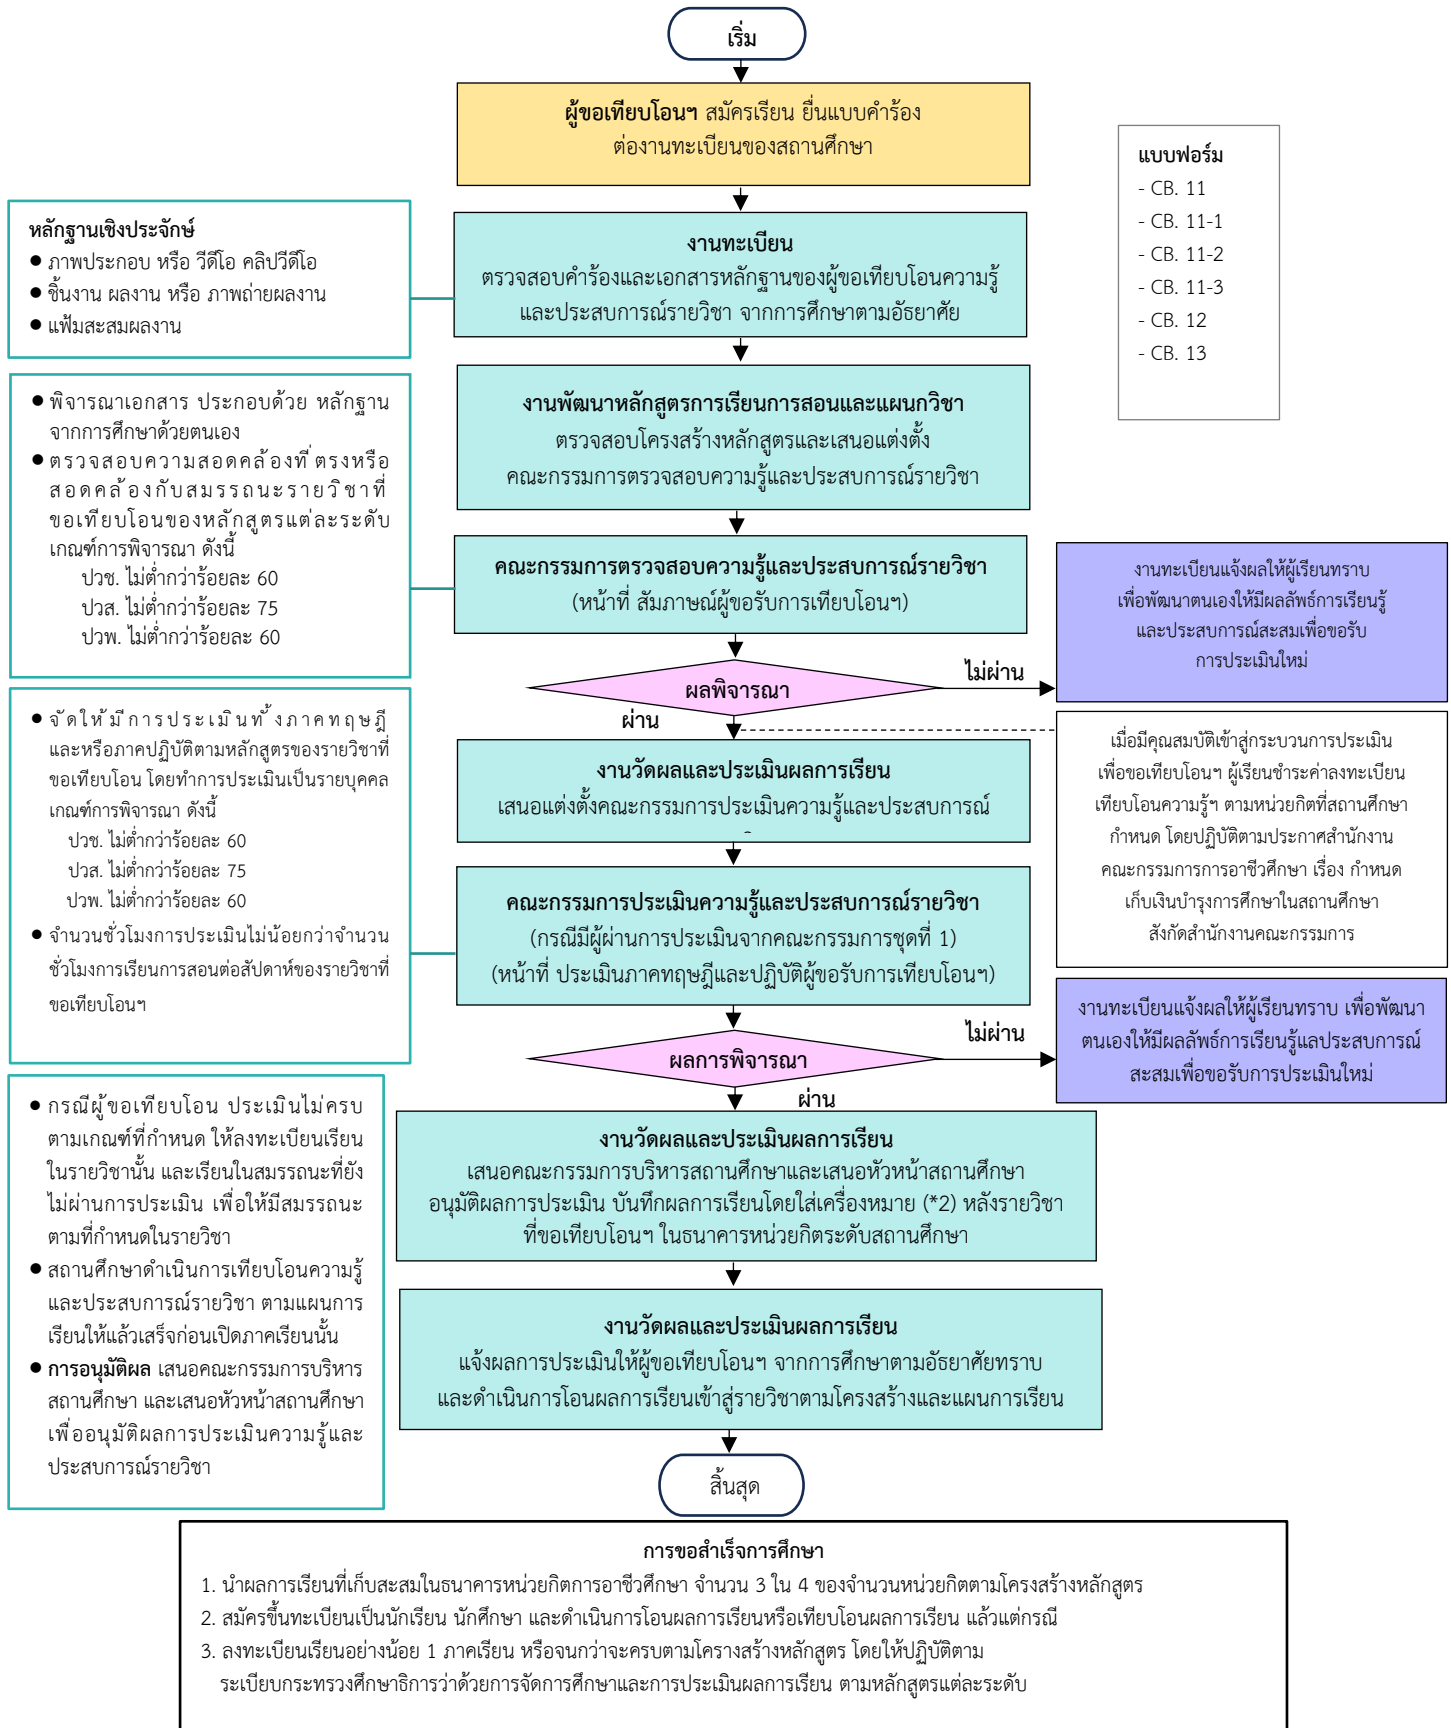 เริ่ม
ผู้ขอเทียบโอนฯ สมัครเรียน ยื่นแบบคำร้อง
ต่องานทะเบียนของสถานศึกษา
แบบฟอร์ม
- CB. 11
- CB. 11-1
- CB. 11-2
- CB. 11-3
- CB. 12
- CB. 13
หลักฐานเชิงประจักษ์
● ภาพประกอบ หรือ วีดีโอ คลิปวีดีโอ
● ชิ้นงาน ผลงาน หรือ ภาพถ่ายผลงาน
● แฟ้มสะสมผลงาน
งานทะเบียน
ตรวจสอบคำร้องและเอกสารหลักฐานของผู้ขอเทียบโอนความรู้
และประสบการณ์รายวิชา จากการศึกษาตามอัธยาศัย
● พิจารณาเอกสาร ประกอบด้วย หลักฐาน
จากการศึกษาด้วยตนเอง
● ตรวจสอบความสอดคล้องที่ตรงหรือ
สอดคล้องกับสมรรถนะรายวิชาที่
ขอเทียบโอนของหลักสูตรแต่ละระดับ
เกณฑ์การพิจารณา ดังนี้
ปวช. ไม่ต่ำกว่าร้อยละ 60
ปวส. ไม่ต่ำกว่าร้อยละ 75
ปวพ. ไม่ต่ำกว่าร้อยละ 60
งานพัฒนาหลักสูตรการเรียนการสอนและแผนกวิชา
ตรวจสอบโครงสร้างหลักสูตรและเสนอแต่งตั้ง
คณะกรรมการตรวจสอบความรู้และประสบการณ์รายวิชา
คณะกรรมการตรวจสอบความรู้และประสบการณ์รายวิชา
(หน้าที่ สัมภาษณ์ผู้ขอรับการเทียบโอนฯ)
งานทะเบียนแจ้งผลให้ผู้เรียนทราบ
เพื่อพัฒนาตนเองให้มีผลลัพธ์การเรียนรู้
และประสบการณ์สะสมเพื่อขอรับ
การประเมินใหม่
ผลพิจารณา
ไม่ผ่าน
ผ่าน
● จัดให้มีการประเมินทั้งภาคทฤษฎี
และหรือภาคปฏิบัติตามหลักสูตรของรายวิชาที่
ขอเทียบโอน โดยทำการประเมินเป็นรายบุคคล
เกณฑ์การพิจารณา ดังนี้
ปวช. ไม่ต่ำกว่าร้อยละ 60
ปวส. ไม่ต่ำกว่าร้อยละ 75
ปวพ. ไม่ต่ำกว่าร้อยละ 60
● จำนวนชั่วโมงการประเมินไม่น้อยกว่าจำนวน
ชั่วโมงการเรียนการสอนต่อสัปดาห์ของรายวิชาที่
ขอเทียบโอนฯ
งานวัดผลและประเมินผลการเรียน
เสนอแต่งตั้งคณะกรรมการประเมินความรู้และประสบการณ์
เมื่อมีคุณสมบัติเข้าสู่กระบวนการประเมิน
เพื่อขอเทียบโอนฯ ผู้เรียนชำระค่าลงทะเบียน
เทียบโอนความรู้ฯ ตามหน่วยกิตที่สถานศึกษา
กำหนด โดยปฏิบัติตามประกาศสำนักงาน
คณะกรรมการการอาชีวศึกษา เรื่อง กำหนด
เก็บเงินบำรุงการศึกษาในสถานศึกษา
สังกัดสำนักงานคณะกรรมการ
คณะกรรมการประเมินความรู้และประสบการณ์รายวิชา
(กรณีมีผู้ผ่านการประเมินจากคณะกรรมการชุดที่ 1)
(หน้าที่ ประเมินภาคทฤษฎีและปฏิบัติผู้ขอรับการเทียบโอนฯ)
งานทะเบียนแจ้งผลให้ผู้เรียนทราบ เพื่อพัฒนา
ตนเองให้มีผลลัพธ์การเรียนรู้แลประสบการณ์
สะสมเพื่อขอรับการประเมินใหม่
ผลการพิจารณา
ไม่ผ่าน
ผ่าน
● กรณีผู้ขอเทียบโอน ประเมินไม่ครบ
ตามเกณฑ์ที่กำหนด ให้ลงทะเบียนเรียน
ในรายวิชานั้น และเรียนในสมรรถนะที่ยัง
ไม่ผ่านการประเมิน เพื่อให้มีสมรรถนะ
ตามที่กำหนดในรายวิชา
● สถานศึกษาดำเนินการเทียบโอนความรู้
และประสบการณ์รายวิชา ตามแผนการ
เรียนให้แล้วเสร็จก่อนเปิดภาคเรียนนั้น
● การอนุมัติผล เสนอคณะกรรมการบริหาร
สถานศึกษา และเสนอหัวหน้าสถานศึกษา
เพื่ออนุมัติผลการประเมินความรู้และ
ประสบการณ์รายวิชา
งานวัดผลและประเมินผลการเรียน
เสนอคณะกรรมการบริหารสถานศึกษาและเสนอหัวหน้าสถานศึกษา
อนุมัติผลการประเมิน บันทึกผลการเรียนโดยใส่เครื่องหมาย (*2) หลังรายวิชา
ที่ขอเทียบโอนฯ ในธนาคารหน่วยกิตระดับสถานศึกษา
งานวัดผลและประเมินผลการเรียน
แจ้งผลการประเมินให้ผู้ขอเทียบโอนฯ จากการศึกษาตามอัธยาศัยทราบ
และดำเนินการโอนผลการเรียนเข้าสู่รายวิชาตามโครงสร้างและแผนการเรียน
สิ้นสุด
การขอสำเร็จการศึกษา
1. นำผลการเรียนที่เก็บสะสมในธนาคารหน่วยกิตการอาชีวศึกษา จำนวน 3 ใน 4 ของจำนวนหน่วยกิตตามโครงสร้างหลักสูตร
2. สมัครขึ้นทะเบียนเป็นนักเรียน นักศึกษา และดำเนินการโอนผลการเรียนหรือเทียบโอนผลการเรียน แล้วแต่กรณี
3. ลงทะเบียนเรียนอย่างน้อย 1 ภาคเรียน หรือจนกว่าจะครบตามโครางสร้างหลักสูตร โดยให้ปฏิบัติตาม
ระเบียบกระทรวงศึกษาธิการว่าด้วยการจัดการศึกษาและการประเมินผลการเรียน ตามหลักสูตรแต่ละระดับ